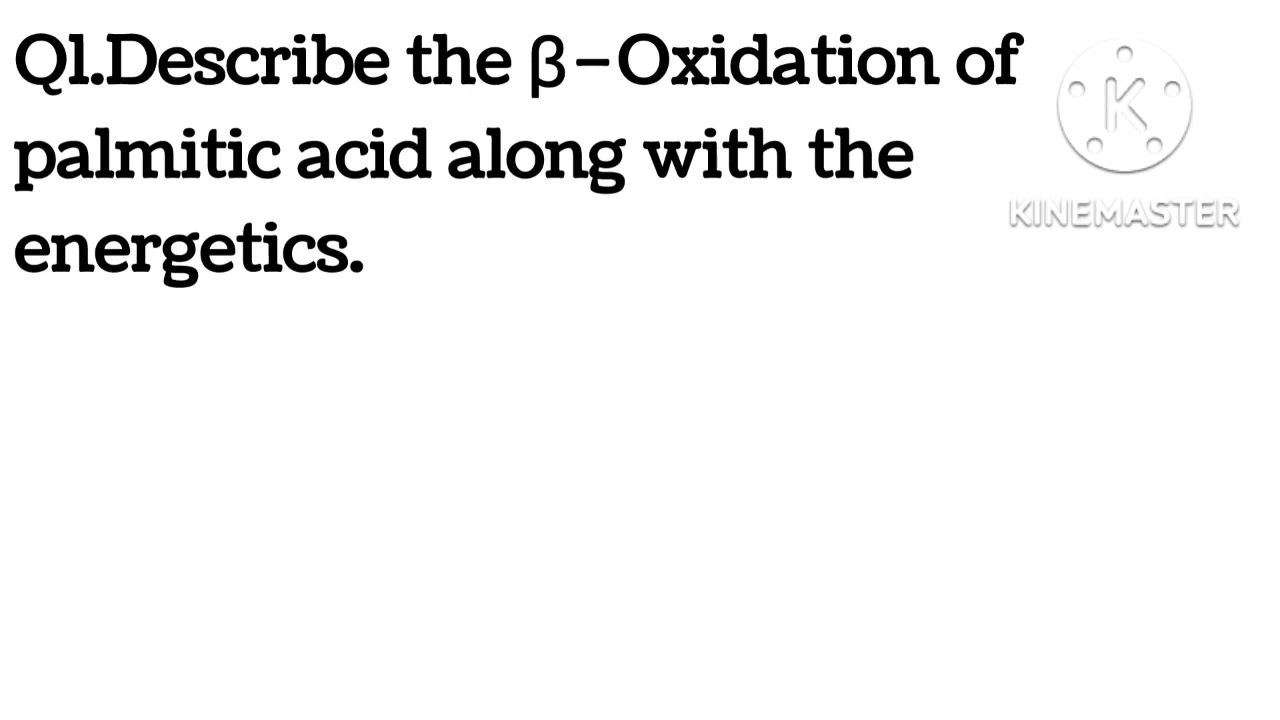 Q1.Describe the β-Oxidation of
palmitic acid along with the
energetics.
K
KINEMASTER